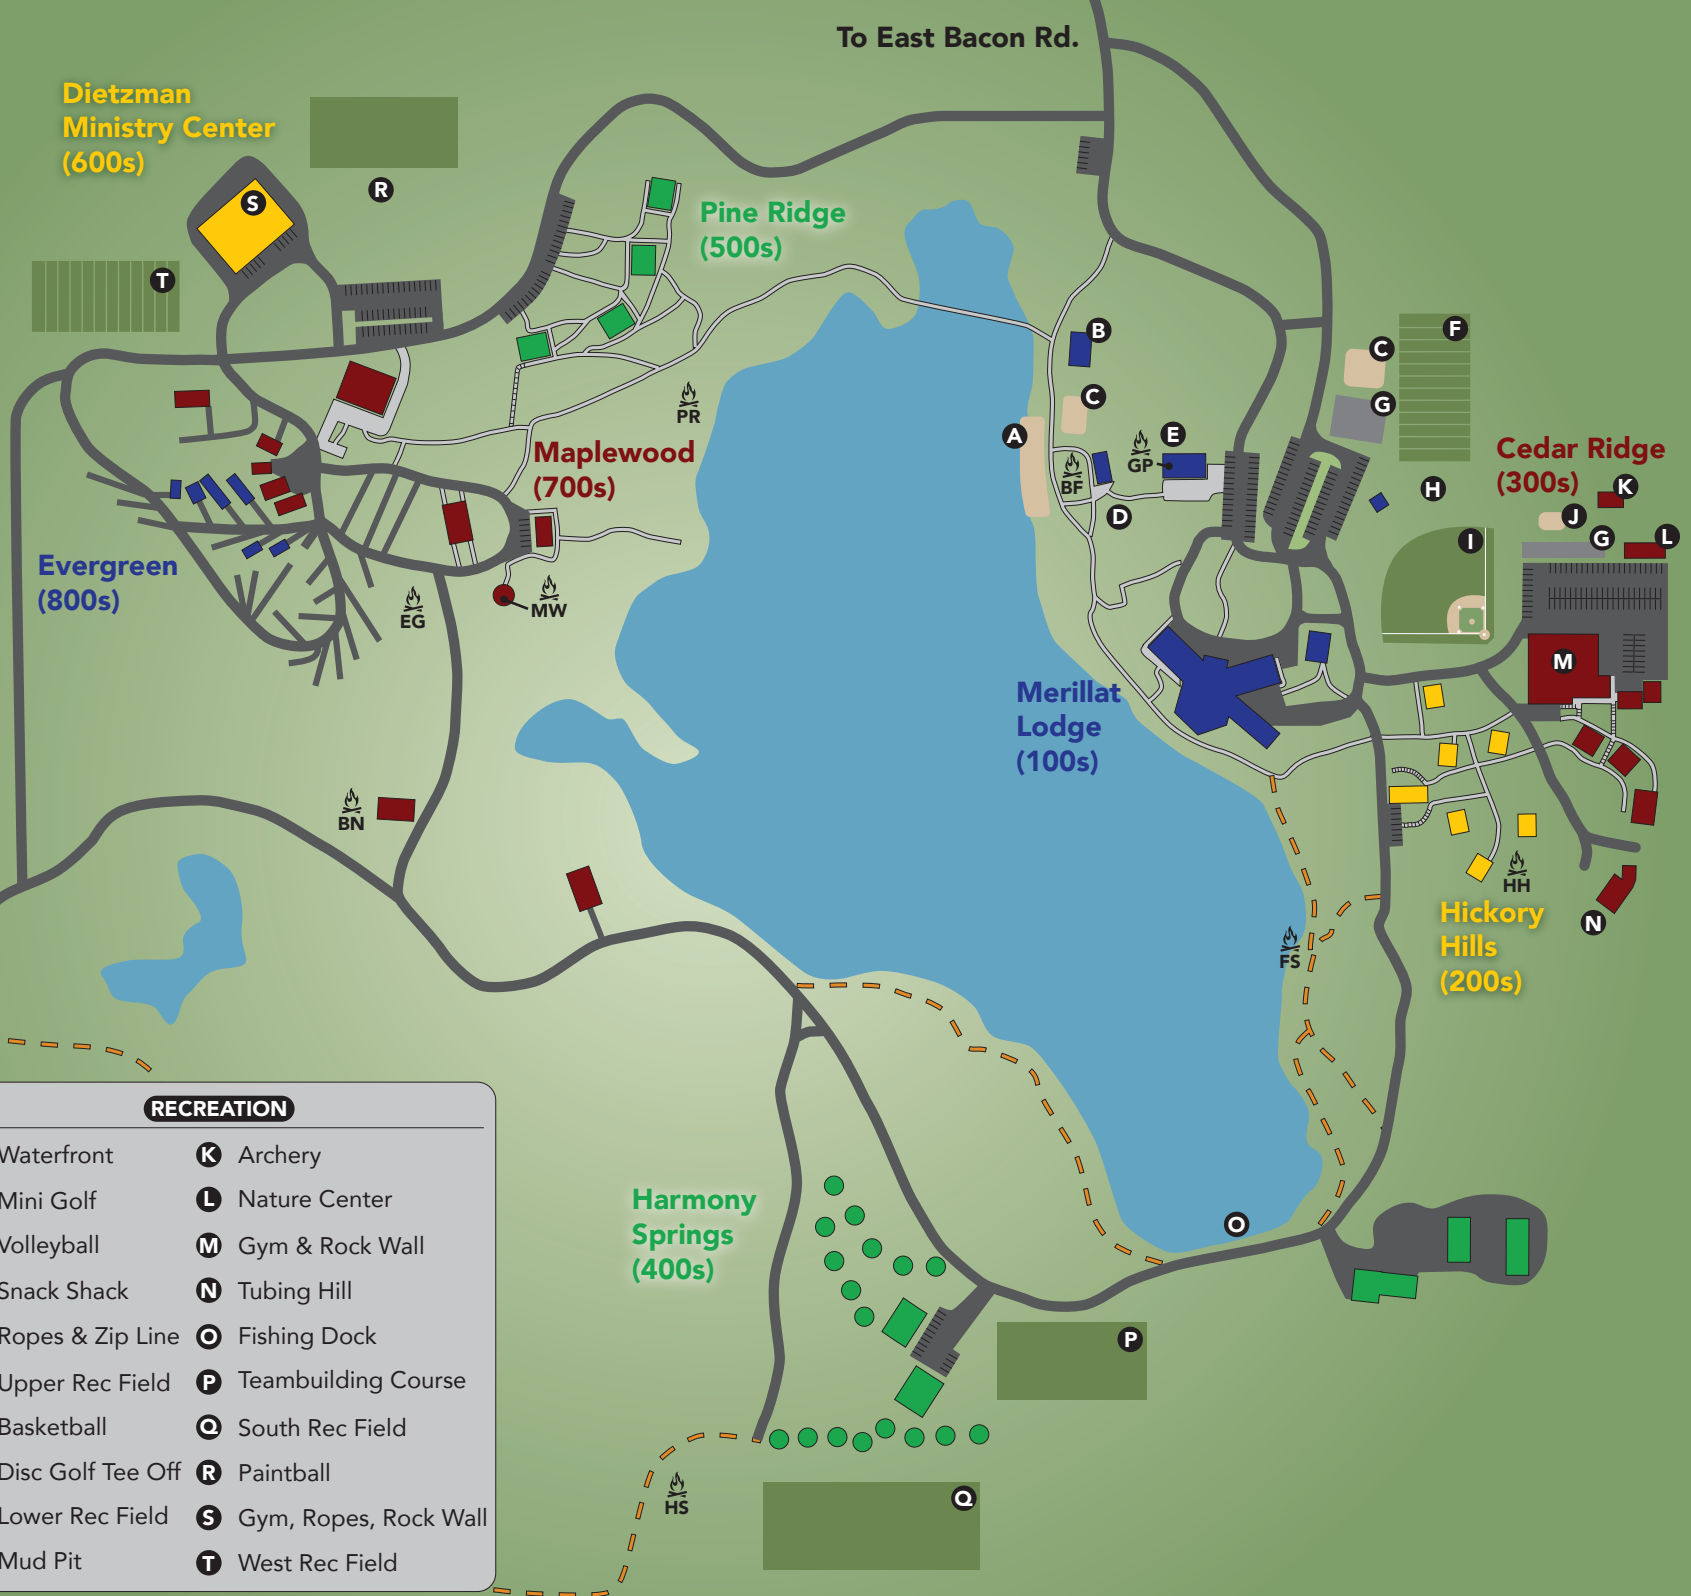 To East Bacon Rd.
Dietzman
Ministry Center
(600s)
R
S
T
Pine Ridge
(500s)
PR
B
C
A
BF
GP
E
D
C
F
G
H
Cedar Ridge
(300s)
K
J
G
L
I
M
Maplewood
(700s)
MW
Evergreen
(800s)
EG
BN
Merillat
Lodge
(100s)
HH
Hickory
Hills
(200s)
N
FS
O
Harmony
Springs
(400s)
P
HS
Q
RECREATION
Waterfront
K Archery
Mini Golf
L Nature Center
Volleyball
M Gym & Rock Wall
Snack Shack
N Tubing Hill
Ropes & Zip Line
O Fishing Dock
Upper Rec Field
P Teambuilding Course
Basketball
Q South Rec Field
Disc Golf Tee Off
R Paintball
Lower Rec Field
S Gym, Ropes, Rock Wall
Mud Pit
T West Rec Field